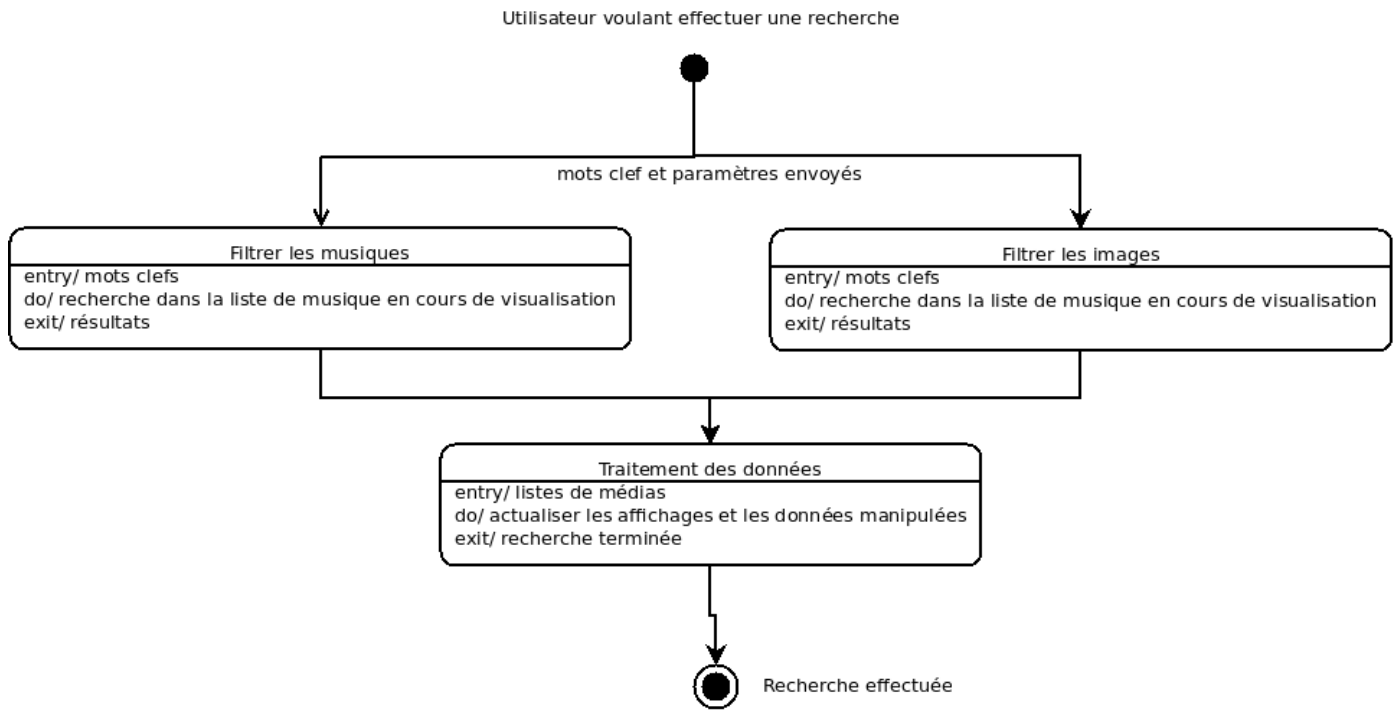 Utilisateur voulant effectuer une recherche
mots clef et paramètres envoyés
Filtrer les musiques
entry/ mots clefs
do/ recherche dans la liste de musique en cours de visualisation
exit/ résultats
Filtrer les images
entry/ mots clefs
do/ recherche dans la liste de musique en cours de visualisation
exit/ résultats
Traitement des données
entry/ listes de médias
do/ actualiser les affichages et les données manipulées
exit/ recherche terminée
Recherche effectuée